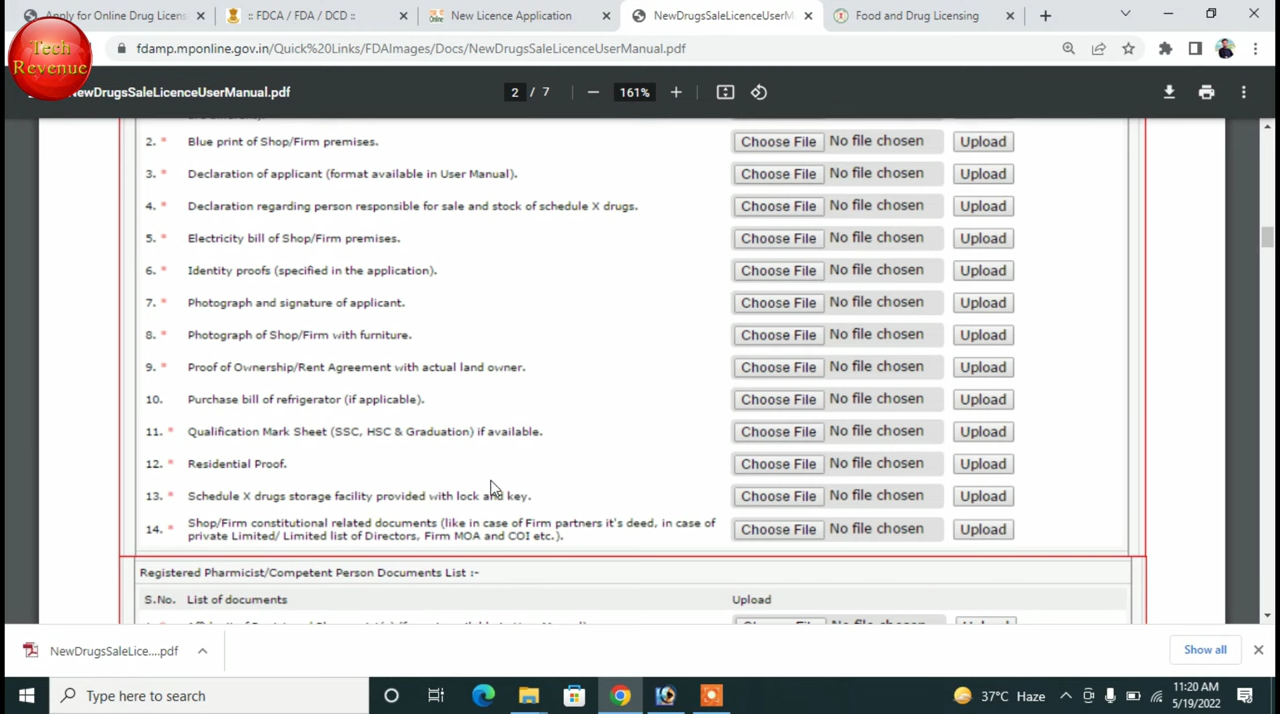 Apply for Online Drug Licens
:: FDCA / FDA / DCD ::
New Licence Application
NewDrugsSaleLicenceUserM
Food and Drug Licensing
Tech
Revenue
fdamp.mponline.gov.in/Quick%20Links/FDAImages/Docs/NewDrugsSaleLicenceUserManual.pdf
NewDrugsSaleLicenceUserManual.pdf
2 / 7
161%
2. * Blue print of Shop/Firm premises. Choose File No file chosen Upload
3. * Declaration of applicant (format available in User Manual). Choose File No file chosen Upload
4. * Declaration regarding person responsible for sale and stock of schedule X drugs. Choose File No file chosen Upload
5. * Electricity bill of Shop/Firm premises. Choose File No file chosen Upload
6. * Identity proofs (specified in the application). Choose File No file chosen Upload
7. * Photograph and signature of applicant. Choose File No file chosen Upload
8. * Photograph of Shop/Firm with furniture. Choose File No file chosen Upload
9. * Proof of Ownership/Rent Agreement with actual land owner. Choose File No file chosen Upload
10. Purchase bill of refrigerator (if applicable). Choose File No file chosen Upload
11. * Qualification Mark Sheet (SSC, HSC & Graduation) if available. Choose File No file chosen Upload
12. * Residential Proof. Choose File No file chosen Upload
13. * Schedule X drugs storage facility provided with lock and key. Choose File No file chosen Upload
14. * Shop/Firm constitutional related documents (like in case of Firm partners it's deed, in case of
private Limited/ Limited list of Directors, Firm MOA and COI etc.). Choose File No file chosen Upload
Registered Pharmicist/Competent Person Documents List :-
S.No. List of documents Upload
NewDrugsSaleLice....pdf
Show all
Type here to search
37°C Haze
11:20 AM
5/19/2022